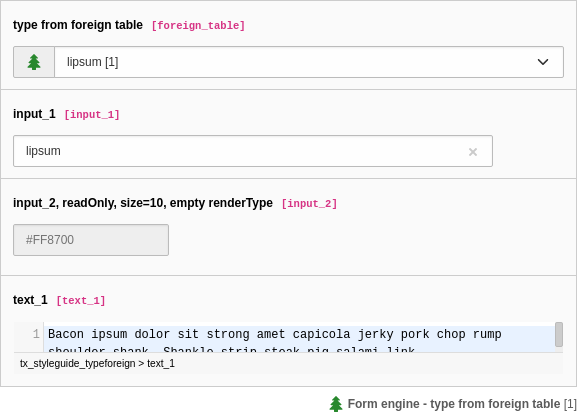 type from foreign table [foreign_table]
lipsum [1]
input_1 [input_1]
lipsum
input_2, readOnly, size=10, empty renderType [input_2]
#FF8700
text_1 [text_1]
1 Bacon ipsum dolor sit strong amet capicola jerky pork chop rump
shoulder shank. Shankle strip steak pig salami link.
tx_styleguide_typeforeign > text_1
Form engine - type from foreign table [1]